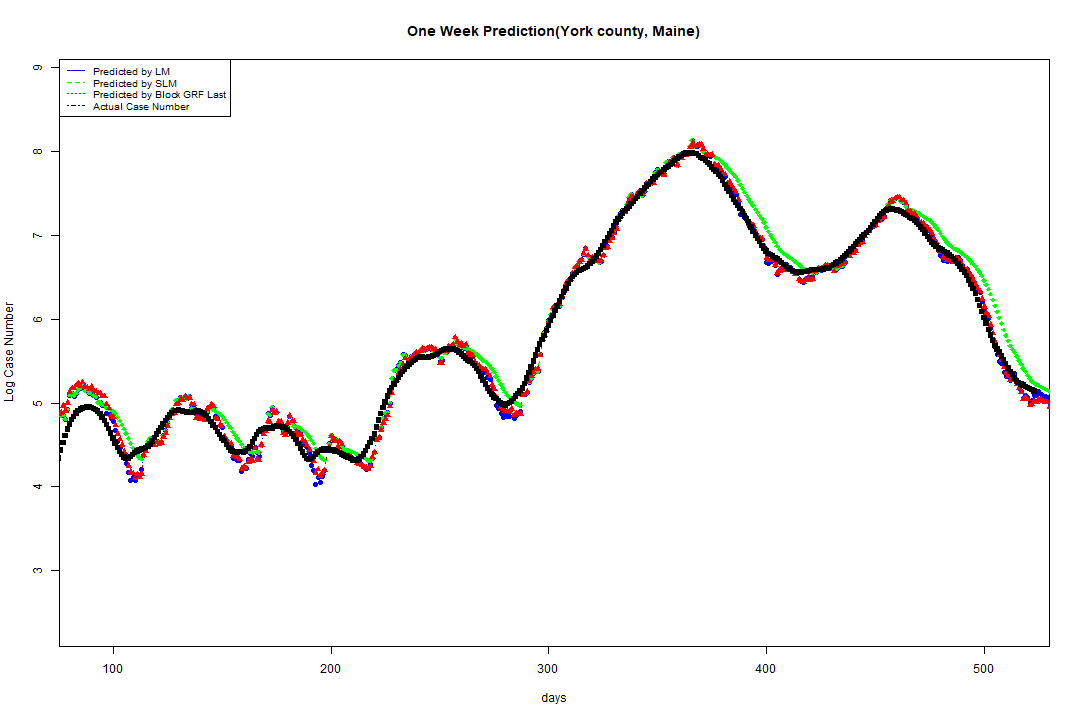 One Week Prediction(York county, Maine)
Predicted by LM
Predicted by SLM
Predicted by Block GRF Last
Actual Case Number
9
8
7
6
5
4
3
Log Case Number
100 200 300 400 500
days